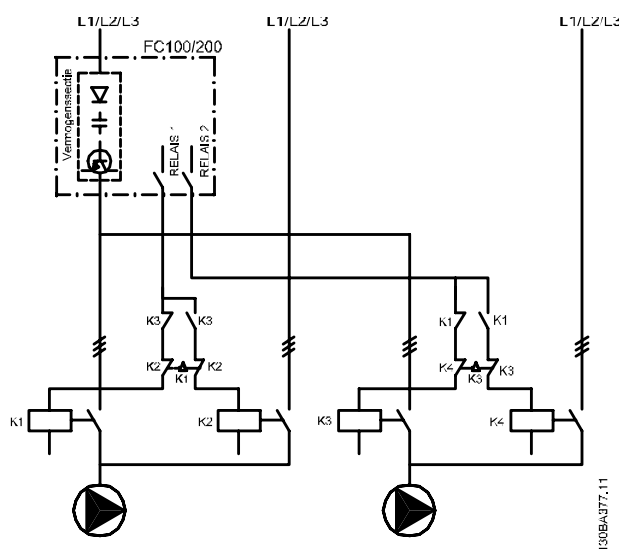 L1/L2/L3
L1/L2/L3
L1/L2/L3
FC100/200
Vermogenssectie
RELAIS 1
RELAIS 2
K3
K3
K1
K1
K2
K1
K2
K4
K3
K3
K1
K2
K3
K4
130BA377.11